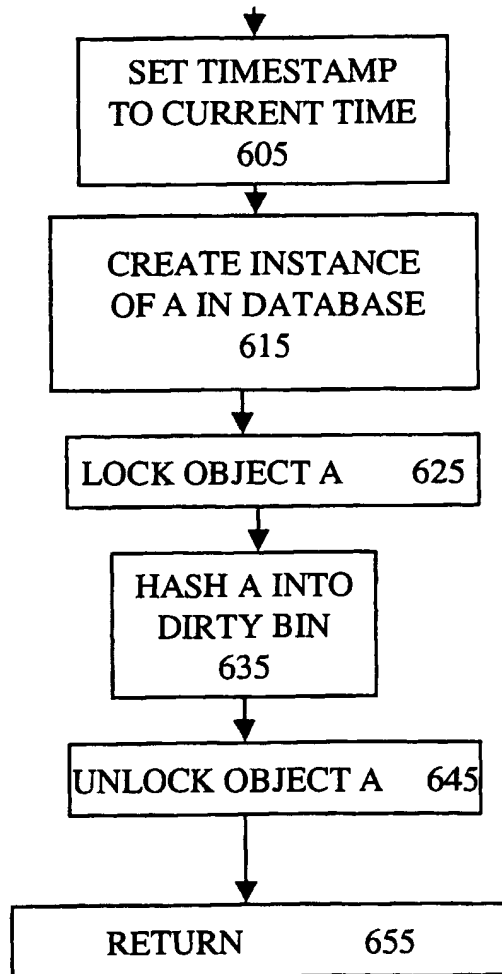 SET TIMESTAMP
TO CURRENT TIME
605
CREATE INSTANCE
OF A IN DATABASE
615
LOCK OBJECT A 625
HASH A INTO
DIRTY BIN
635
UNLOCK OBJECT A 645
RETURN 655